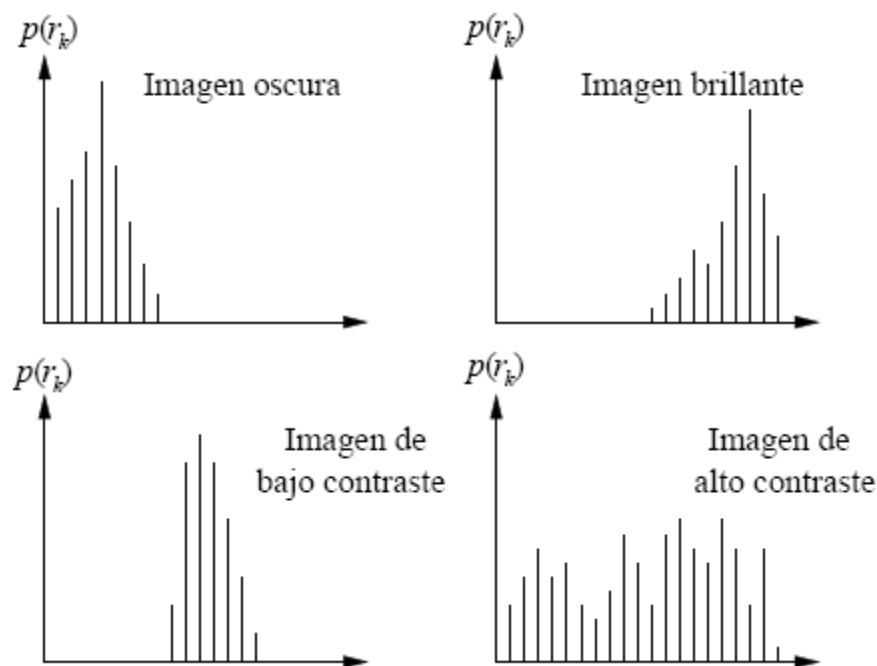 p(r_k)
Imagen oscura
p(r_k)
Imagen brillante
p(r_k)
Imagen de
bajo contraste
p(r_k)
Imagen de
alto contraste